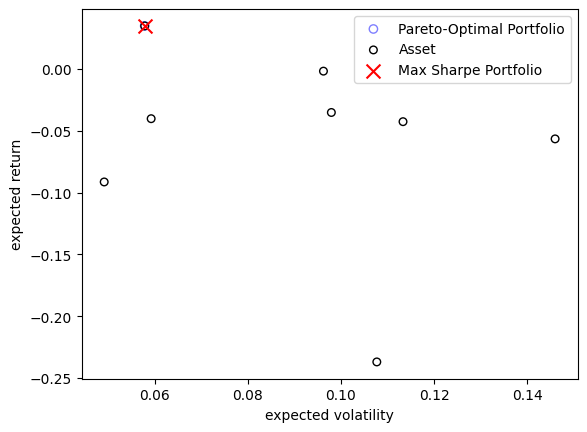 Pareto-Optimal Portfolio
Asset
Max Sharpe Portfolio
0.00
−0.05
−0.10
−0.15
−0.20
−0.25
expected return
0.06
0.08
0.10
0.12
0.14
expected volatility